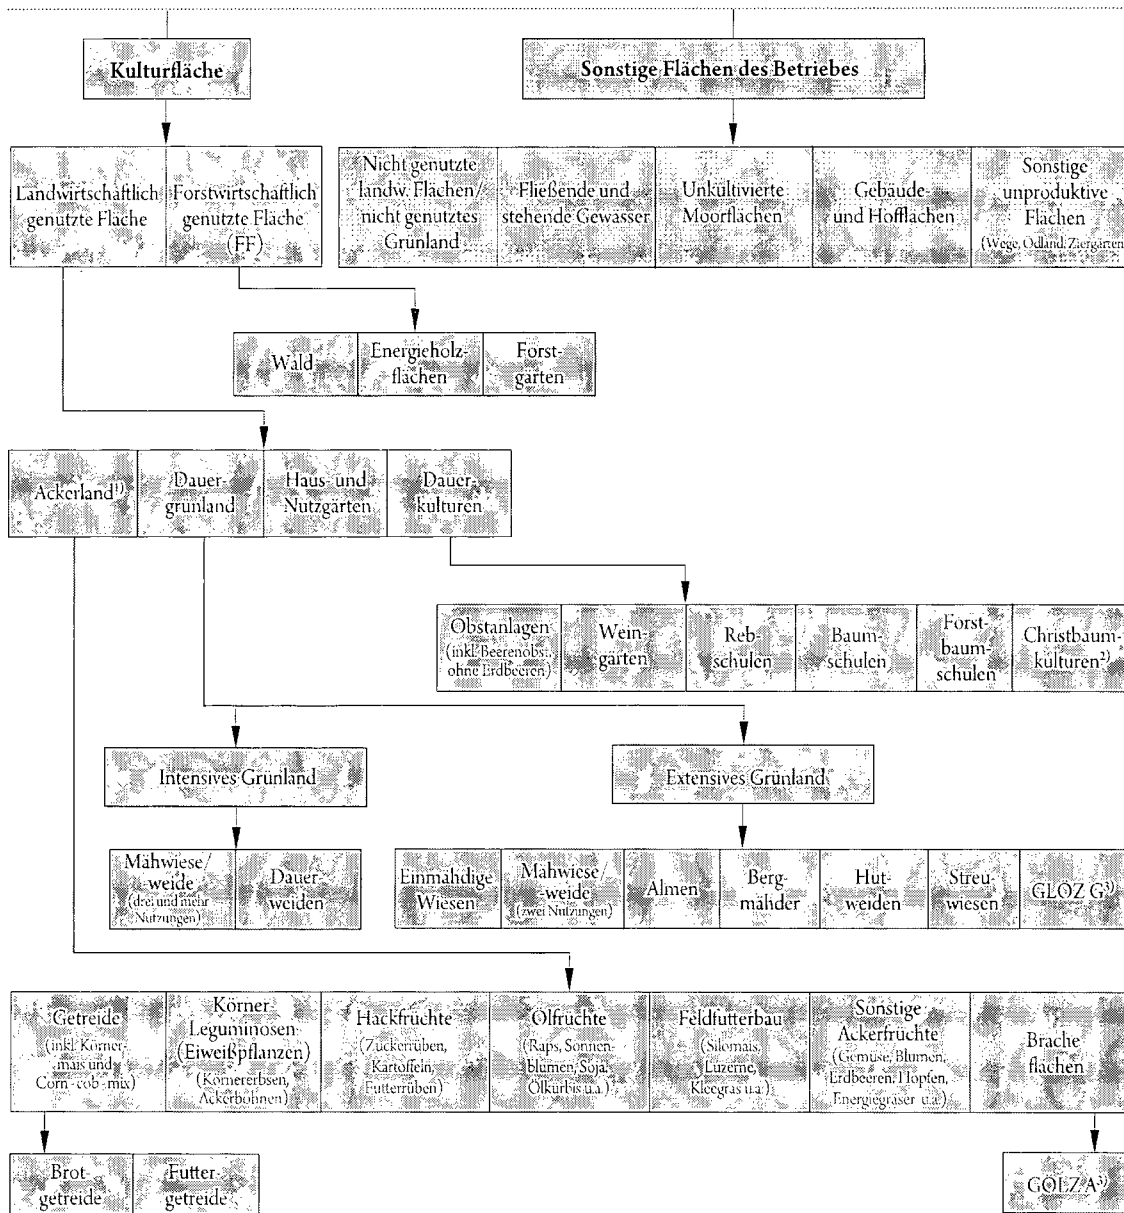 Kulturfläche
Sonstige Flächen des Betriebes
Landwirtschaftlich
genutzte Fläche
Forstwirtschaftlich
genutzte Fläche
(FF)
Nicht genutzte
landw. Flächen/
nicht genutztes
Grünland
Fließende und
stehende Gewässer
Unkultivierte
Moorflächen
Gebäude-
und Hofflächen
Sonstige
unproduktive
Flächen
(Wege, Ödland, Ziergärten)
Wald
Energieholz-
flächen
Forst-
gärten
Ackerland¹⁾
Dauer-
grünland
Haus- und
Nutzgärten
Dauer-
kulturen
Obstanlagen
(inkl. Beerenobst,
ohne Erdbeeren)
Wein-
gärten
Reb-
schulen
Baum-
schulen
Forst-
baum-
schulen
Christbaum-
kulturen²⁾
Intensives Grünland
Extensives Grünland
Mähwiese/
-weide
(drei und mehr
Nutzungen)
Dauer-
weiden
Einmähdige
Wiesen
Mähwiese/
-weide
(zwei Nutzungen)
Almen
Berg-
mähder
Hut-
weiden
Streu-
wiesen
GLÖZ G³⁾
Getreide
(inkl. Körner-
mais und
Corn-cob-mix)
Körner-
Leguminosen
(Eiweißpflanzen)
(Körnererbsen,
Ackerbohnen)
Hackfrüchte
(Zuckerrüben,
Kartoffeln,
Futterrüben)
Ölfrüchte
(Raps, Sonnen-
blumen, Soja,
Ölkürbis u.a.)
Feldfutterbau
(Silomais,
Luzerne,
Kleegras u.a.)
Sonstige
Ackerfrüchte
(Gemüse, Blumen,
Erdbeeren, Hopfen,
Energiegräser u.a.)
Brache
flächen
Brot-
getreide
Futter-
getreide
GÖLZ A³⁾